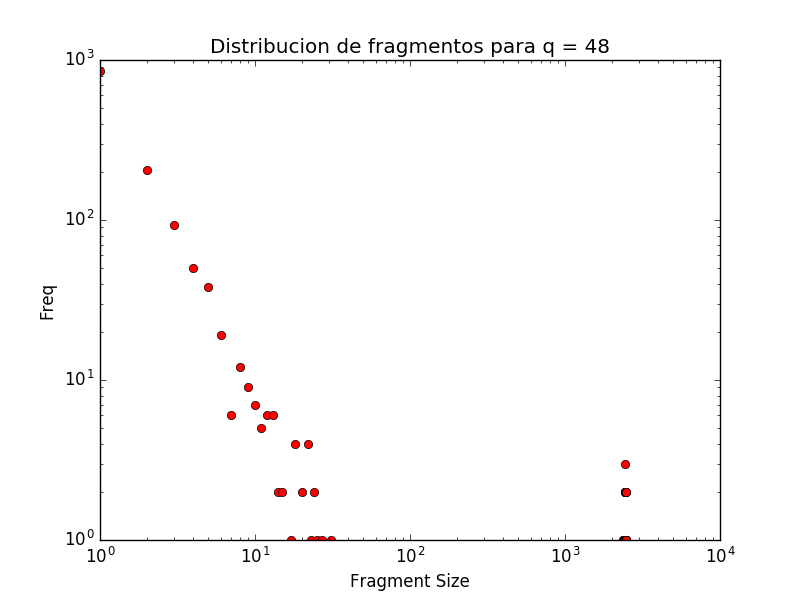 Distribucion de fragmentos para q = 48
10³
10²
10¹
10⁰
Freq
10⁰ 10¹ 10² 10³ 10⁴
Fragment Size